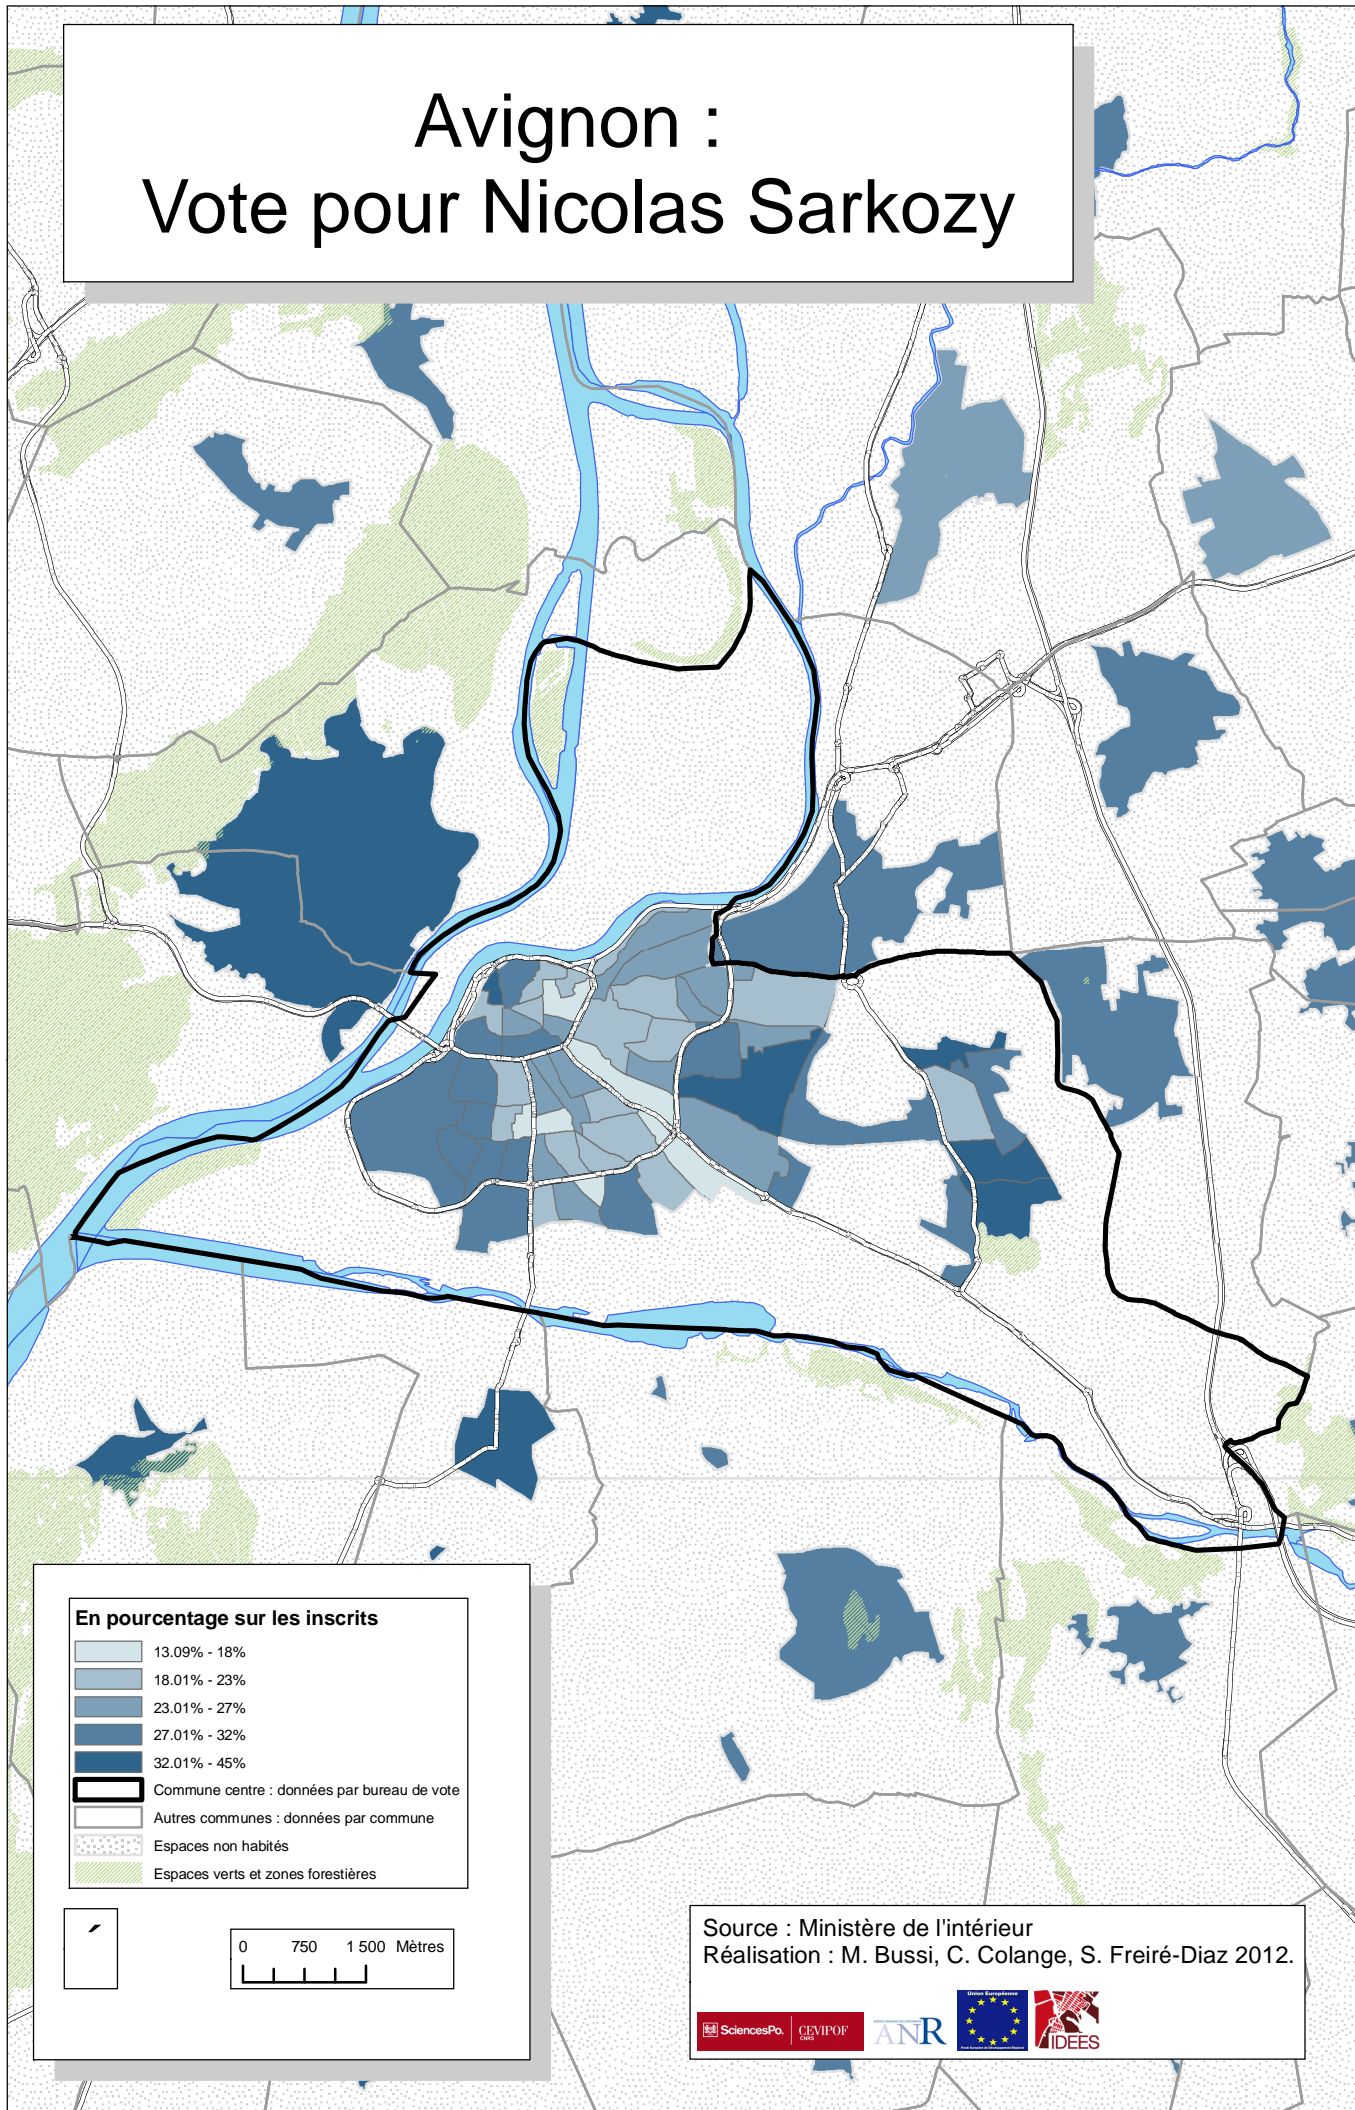 Avignon :
Vote pour Nicolas Sarkozy
En pourcentage sur les inscrits
13.09% - 18%
18.01% - 23%
23.01% - 27%
27.01% - 32%
32.01% - 45%
Commune centre : données par bureau de vote
Autres communes : données par commune
Espaces non habités
Espaces verts et zones forestières
0 750 1 500 Mètres
Source : Ministère de l'intérieur
Réalisation : M. Bussi, C. Colange, S. Freiré-Diaz 2012.
SciencesPo. CEVIPOF
CNRS
ANR
Union Européenne
IDEES